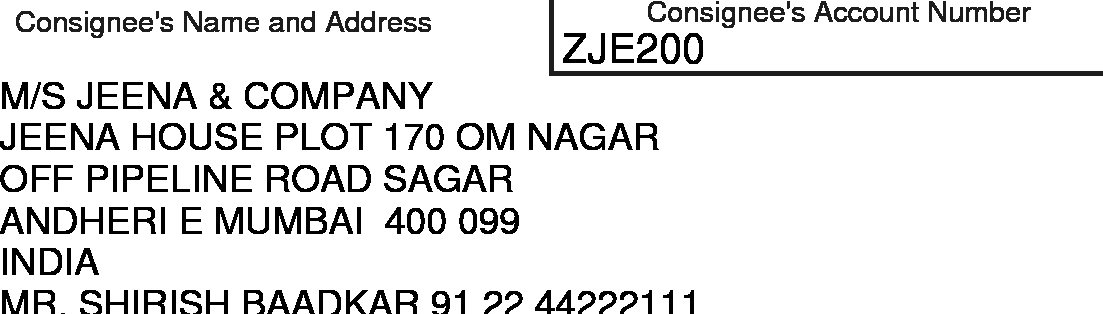 Consignee's Name and Address
Consignee's Account Number
ZJE200
M/S JEENA & COMPANY
JEENA HOUSE PLOT 170 OM NAGAR
OFF PIPELINE ROAD SAGAR
ANDHERI E MUMBAI  400 099
INDIA
MR. SHIRISH BAADKAR 91 22 44222111